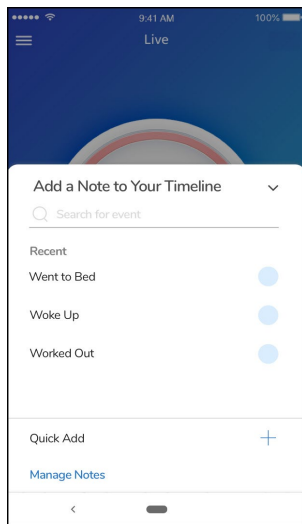 9:41 AM
100%
Live
Add a Note to Your Timeline
Search for event
Recent
Went to Bed
Woke Up
Worked Out
Quick Add
Manage Notes